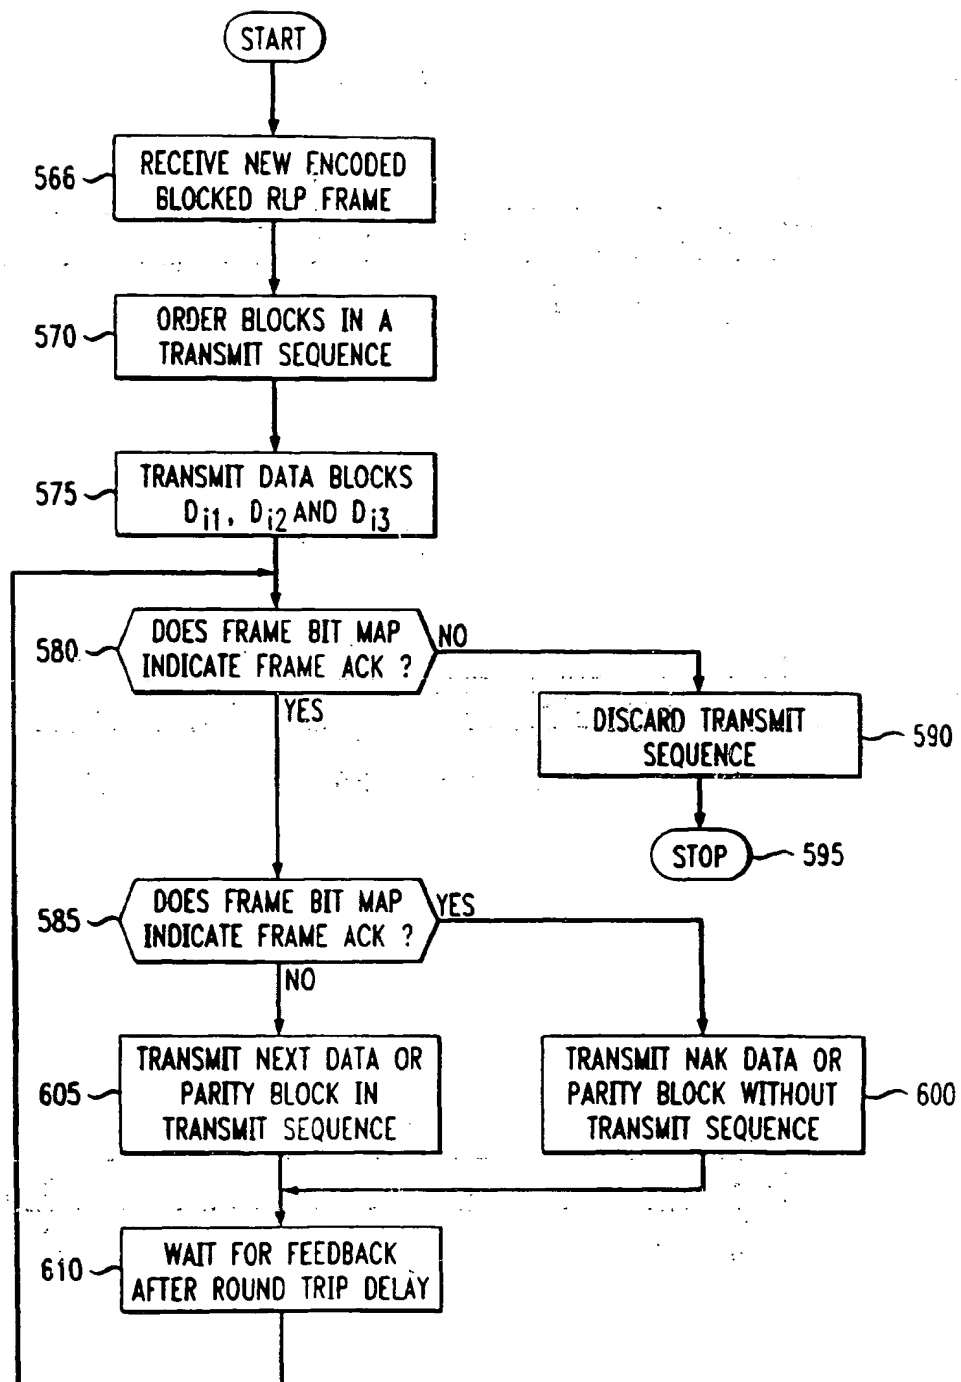 START
566
RECEIVE NEW ENCODED
BLOCKED RLP FRAME
570
ORDER BLOCKS IN A
TRANSMIT SEQUENCE
575
TRANSMIT DATA BLOCKS
Di1, Di2 AND Di3
580
DOES FRAME BIT MAP
INDICATE FRAME ACK ?
NO
YES
DISCARD TRANSMIT
SEQUENCE
590
STOP
595
585
DOES FRAME BIT MAP
INDICATE FRAME ACK ?
YES
NO
605
TRANSMIT NEXT DATA OR
PARITY BLOCK IN
TRANSMIT SEQUENCE
TRANSMIT NAK DATA OR
PARITY BLOCK WITHOUT
TRANSMIT SEQUENCE
600
610
WAIT FOR FEEDBACK
AFTER ROUND TRIP DELAY